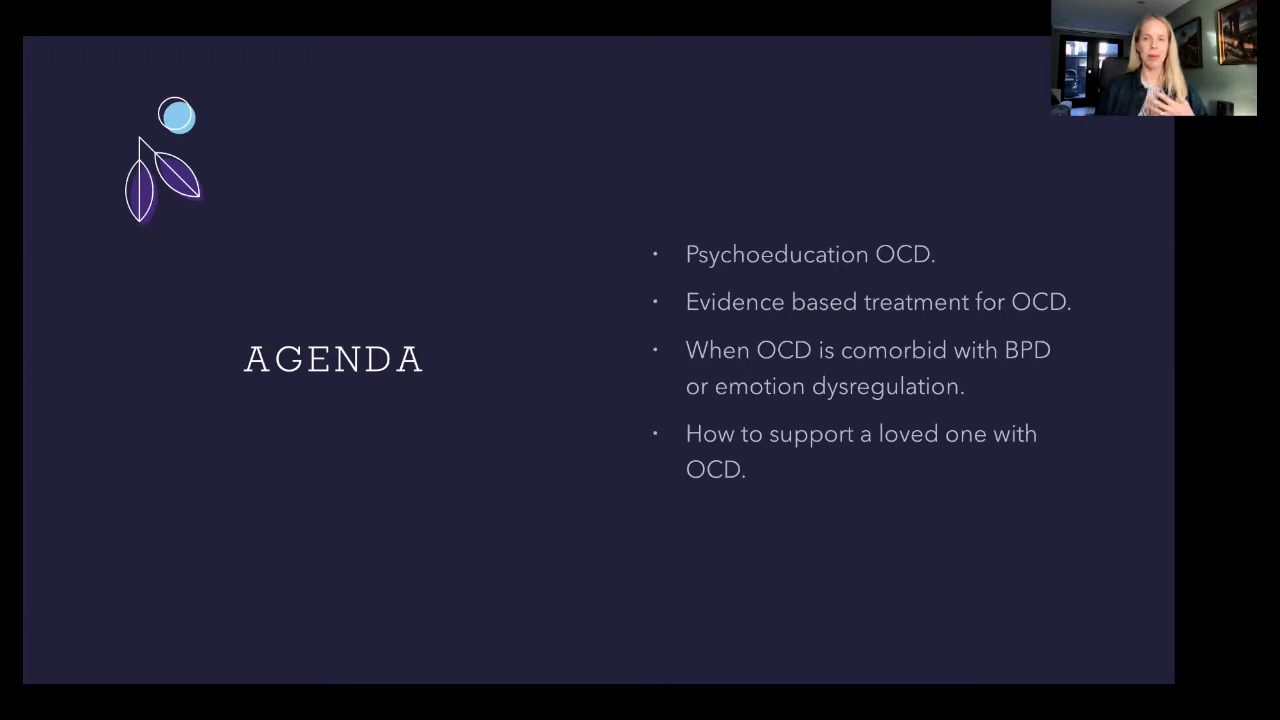 AGENDA
· Psychoeducation OCD.
· Evidence based treatment for OCD.
· When OCD is comorbid with BPD
or emotion dysregulation.
· How to support a loved one with
OCD.